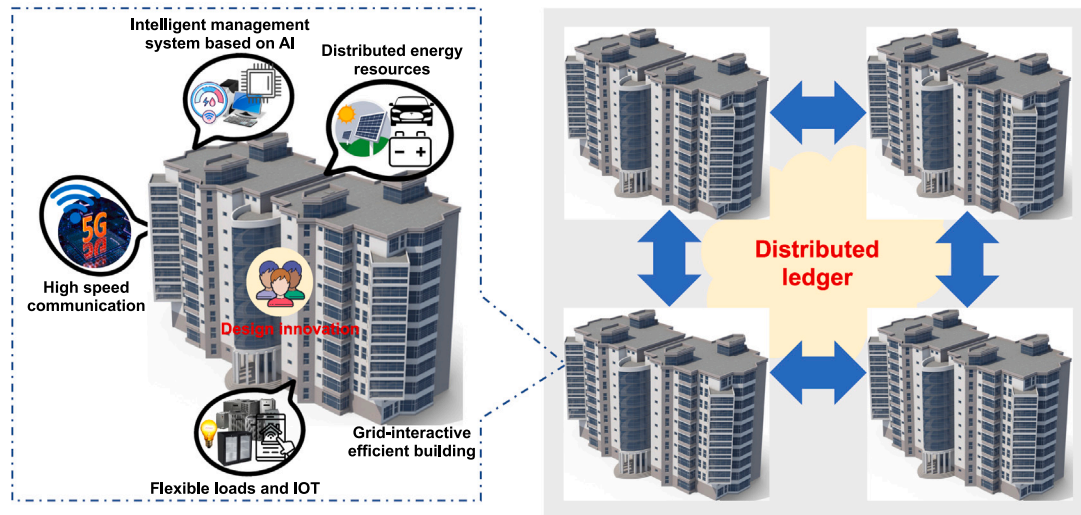 Intelligent management
system based on AI
Distributed energy
resources
5G
High speed
communication
Design innovation
Grid-interactive
efficient building
Flexible loads and IOT
Distributed
ledger